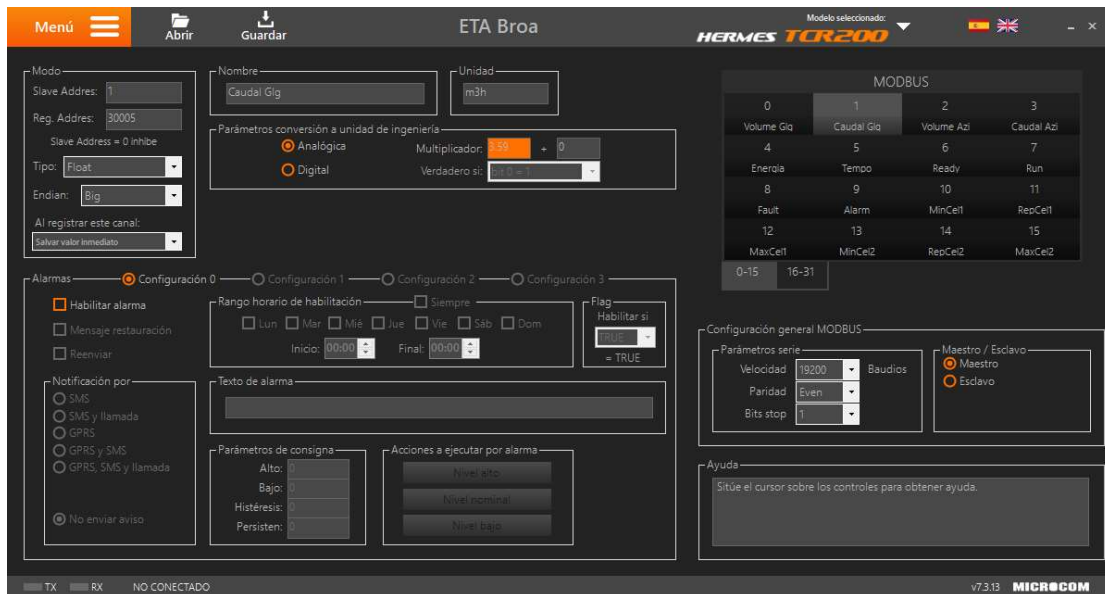 Menú
Abrir
Guardar
ETA Broa
Modelo seleccionado:
HERMES TCR200
Modo
Slave Addres: 1
Reg. Addres: 30005
Slave Address = 0 inhibe
Tipo: Float
Endian: Big
Al registrar este canal:
Salvar valor inmediato
Nombre
Caudal Glg
Unidad
m3h
Parámetros conversión a unidad de ingeniería
Analógica
Multiplicador: 3.59 + 0
Digital
Verdadero si: bit 0 = 1
MODBUS
0 1 2 3
Volume Glg Caudal Glg Volume Azi Caudal Azi
4 5 6 7
Energia Tempo Ready Run
8 9 10 11
Fault Alarm MinCel1 RepCel1
12 13 14 15
MaxCel1 MinCel2 RepCel2 MaxCel2
0-15 16-31
Alarmas Configuración 0 Configuración 1 Configuración 2 Configuración 3
Habilitar alarma
Mensaje restauración
Reenviar
Rango horario de habilitación Siempre
Lun Mar Mié Jue Vie Sáb Dom
Inicio: 00:00 Final: 00:00
Flag
Habilitar si
TRUE
= TRUE
Notificación por
SMS
SMS y llamada
GPRS
GPRS y SMS
GPRS, SMS y llamada
No enviar aviso
Texto de alarma
Parámetros de consigna
Alto: 0
Bajo: 0
Histéresis: 0
Persisten: 0
Acciones a ejecutar por alarma
Nivel alto
Nivel nominal
Nivel bajo
Configuración general MODBUS
Parámetros serie
Velocidad 19200 Baudios
Paridad Even
Bits stop 1
Maestro / Esclavo
Maestro
Esclavo
Ayuda
Sitúe el cursor sobre los controles para obtener ayuda.
TX RX NO CONECTADO
v7.3.13 MICROCOM